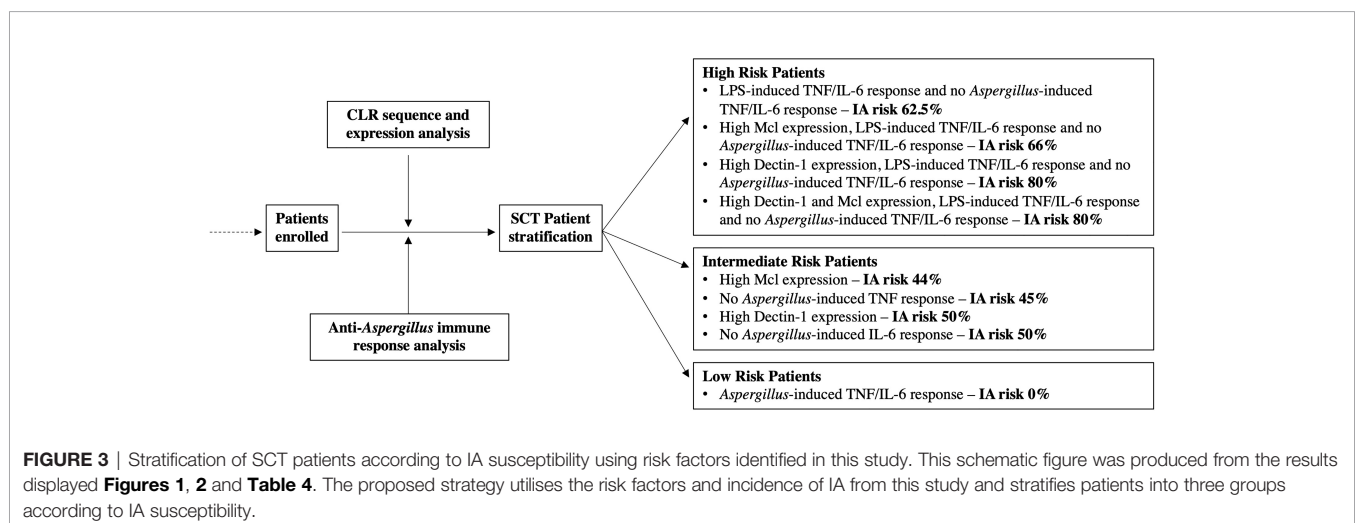 CLR sequence and
expression analysis
Patients
enrolled
SCT Patient
stratification
Anti-Aspergillus immune
response analysis
High Risk Patients
• LPS-induced TNF/IL-6 response and no Aspergillus-induced
TNF/IL-6 response – IA risk 62.5%
• High Mcl expression, LPS-induced TNF/IL-6 response and no
Aspergillus-induced TNF/IL-6 response – IA risk 66%
• High Dectin-1 expression, LPS-induced TNF/IL-6 response and no
Aspergillus-induced TNF/IL-6 response – IA risk 80%
• High Dectin-1 and Mcl expression, LPS-induced TNF/IL-6 response
and no Aspergillus-induced TNF/IL-6 response – IA risk 80%
Intermediate Risk Patients
• High Mcl expression – IA risk 44%
• No Aspergillus-induced TNF response – IA risk 45%
• High Dectin-1 expression – IA risk 50%
• No Aspergillus-induced IL-6 response – IA risk 50%
Low Risk Patients
• Aspergillus-induced TNF/IL-6 response – IA risk 0%
FIGURE 3 | Stratification of SCT patients according to IA susceptibility using risk factors identified in this study. This schematic figure was produced from the results
displayed Figures 1, 2 and Table 4. The proposed strategy utilises the risk factors and incidence of IA from this study and stratifies patients into three groups
according to IA susceptibility.